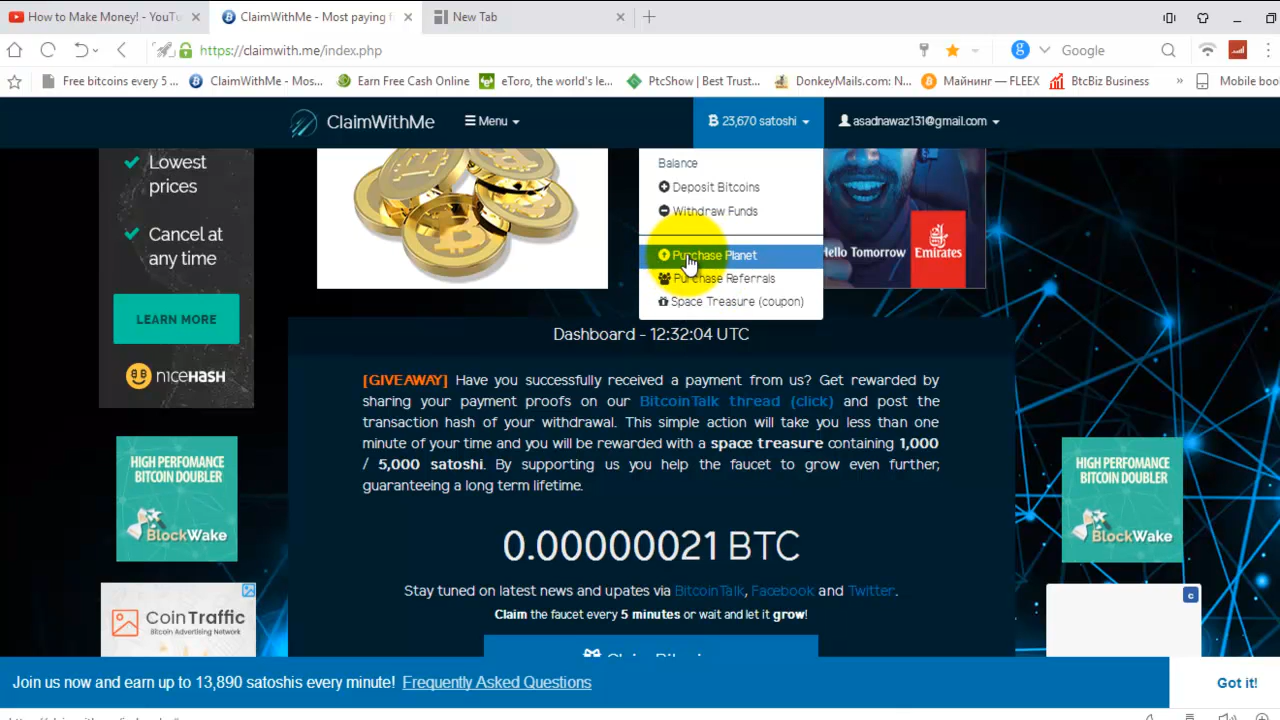 How to Make Money! - YouTu
ClaimWithMe - Most paying f
New Tab
https://claimwith.me/index.php
Google
Free bitcoins every 5 ...
ClaimWithMe - Mos...
Earn Free Cash Online
eToro, the world's le...
PtcShow | Best Trust...
DonkeyMails.com: N...
Майнинг — FLEEX
BtcBiz Business
»
Mobile boo
ClaimWithMe
Menu
23,670 satoshi
asadnawaz131@gmail.com
Lowest
prices
Cancel at
any time
LEARN MORE
nicehash
Balance
Deposit Bitcoins
Withdraw Funds
Purchase Planet
Purchase Referrals
Space Treasure (coupon)
Hello Tomorrow
Emirates
Dashboard - 12:32:04 UTC
[GIVEAWAY] Have you successfully received a payment from us? Get rewarded by
sharing your payment proofs on our BitcoinTalk thread (click) and post the
transaction hash of your withdrawal. This simple action will take you less than one
minute of your time and you will be rewarded with a space treasure containing 1,000
/ 5,000 satoshi. By supporting us you help the faucet to grow even further,
guaranteeing a long term lifetime.
0.00000021 BTC
Stay tuned on latest news and upates via BitcoinTalk, Facebook and Twitter.
Claim the faucet every 5 minutes or wait and let it grow!
HIGH PERFOMANCE
BITCOIN DOUBLER
BLOCKWAKE
CoinTraffic
Bitcoin Advertising Network
HIGH PERFOMANCE
BITCOIN DOUBLER
BLOCKWAKE
c
Join us now and earn up to 13,890 satoshis every minute! Frequently Asked Questions
Got it!